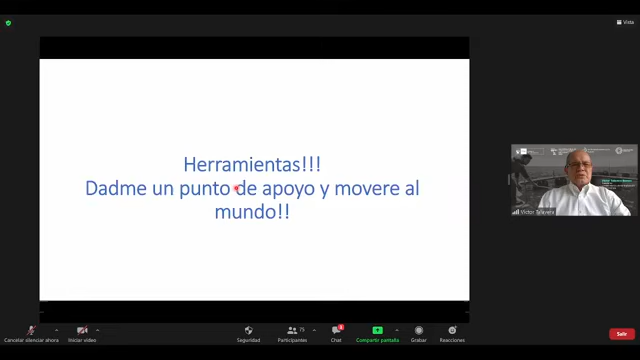 Vista
Herramientas!!!
Dadme un punto de apoyo y movere al
mundo!!
Víctor Talavera
Cancelar silenciar ahora
Iniciar video
Seguridad
75
Participantes
Chat
Compartir pantalla
Grabar
Reacciones
Salir